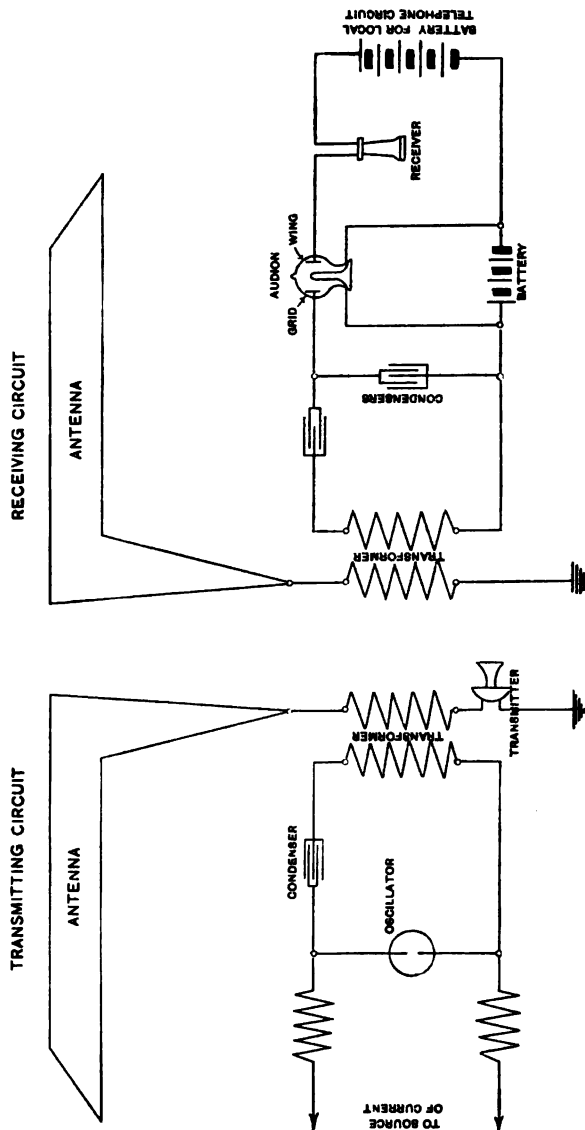 TRANSMITTING CIRCUIT
ANTENNA
TRANSFORMER
CONDENSER
OSCILLATOR
TRANSMITTER
TO SOURCE
OF CURRENT
RECEIVING CIRCUIT
ANTENNA
TRANSFORMER
CONDENSERS
GRID
AUDION
WING
RECEIVER
BATTERY
BATTERY FOR LOCAL
TELEPHONE CIRCUIT